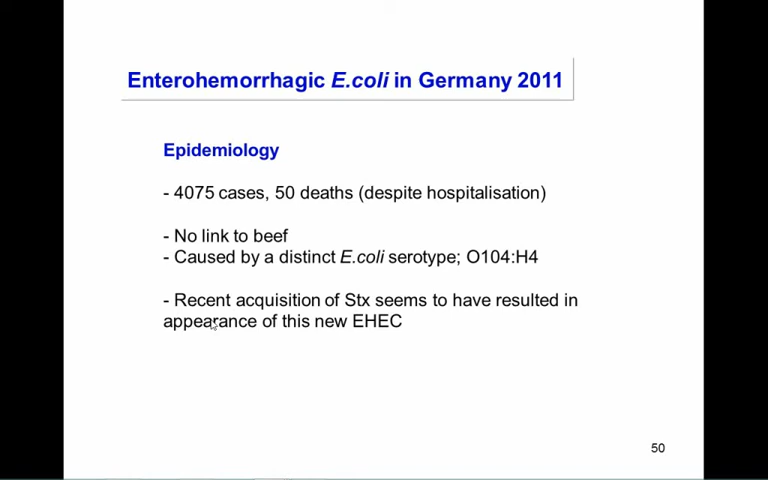 Enterohemorrhagic E.coli in Germany 2011
Epidemiology
- 4075 cases, 50 deaths (despite hospitalisation)
- No link to beef
- Caused by a distinct E.coli serotype; O104:H4
- Recent acquisition of Stx seems to have resulted in
appearance of this new EHEC
50